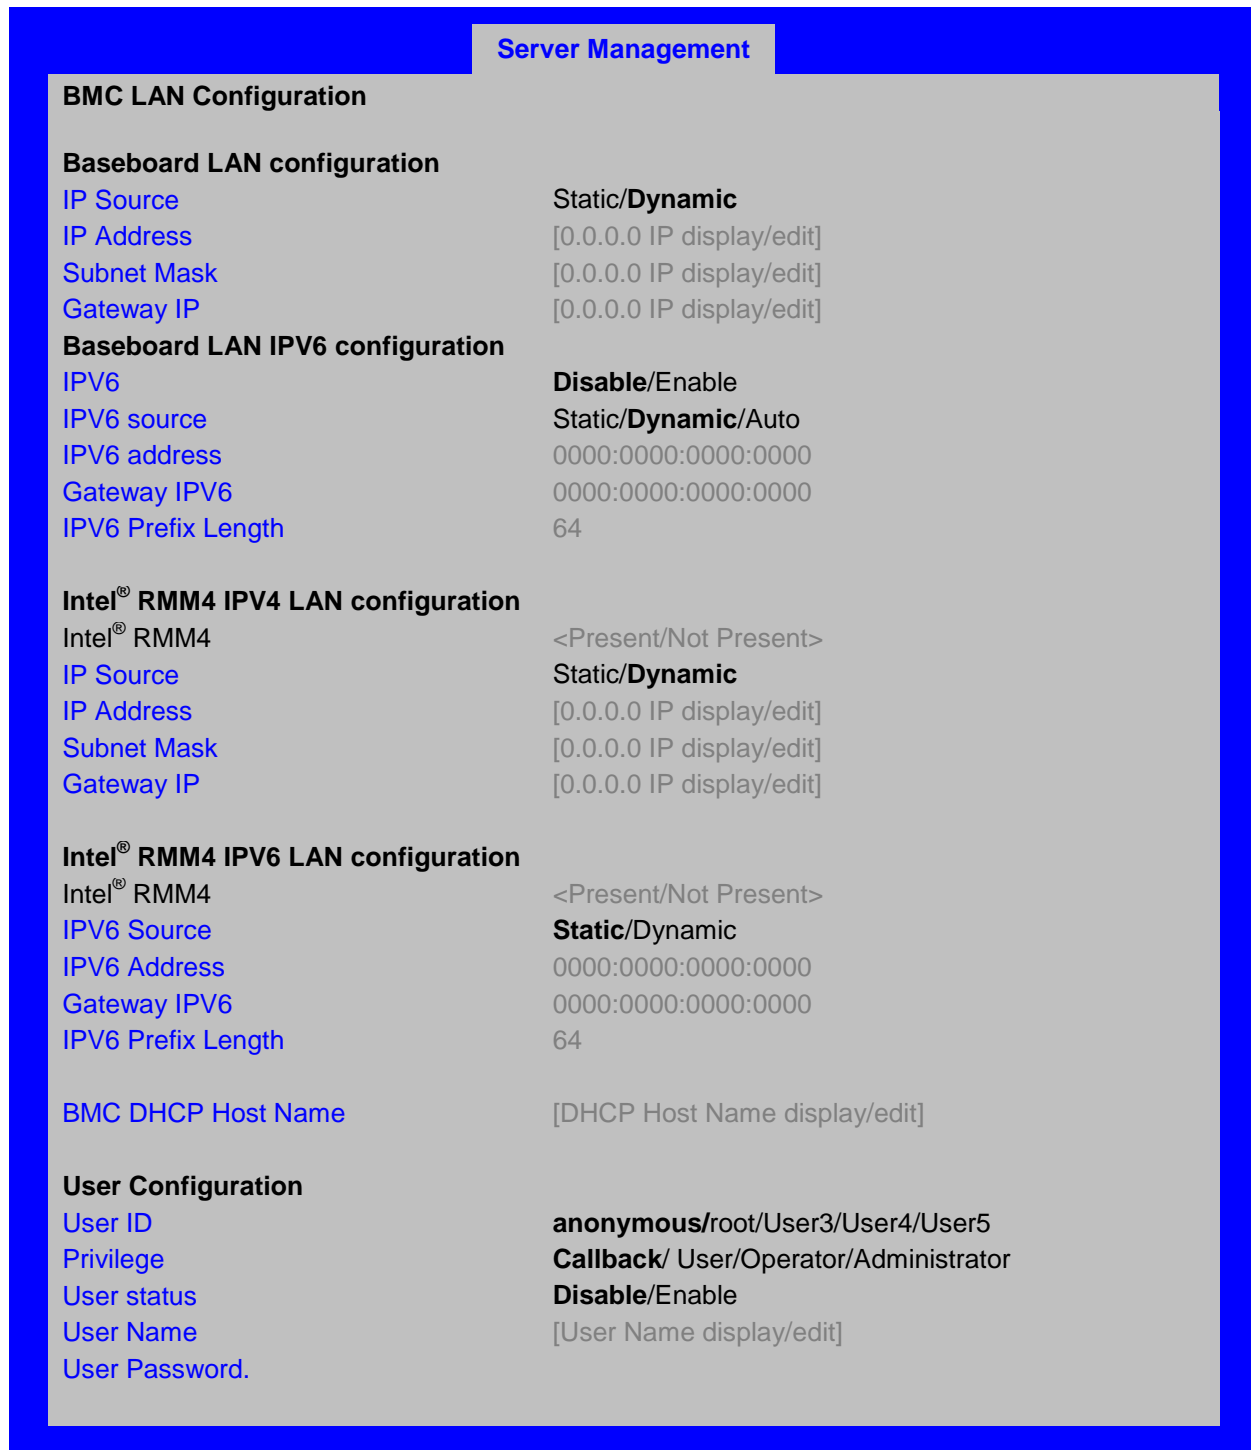 Server Management
BMC LAN Configuration
Baseboard LAN configuration
IP Source Static/Dynamic
IP Address [0.0.0.0 IP display/edit]
Subnet Mask [0.0.0.0 IP display/edit]
Gateway IP [0.0.0.0 IP display/edit]
Baseboard LAN IPV6 configuration
IPV6 Disable/Enable
IPV6 source Static/Dynamic/Auto
IPV6 address 0000:0000:0000:0000
Gateway IPV6 0000:0000:0000:0000
IPV6 Prefix Length 64
Intel® RMM4 IPV4 LAN configuration
Intel® RMM4 <Present/Not Present>
IP Source Static/Dynamic
IP Address [0.0.0.0 IP display/edit]
Subnet Mask [0.0.0.0 IP display/edit]
Gateway IP [0.0.0.0 IP display/edit]
Intel® RMM4 IPV6 LAN configuration
Intel® RMM4 <Present/Not Present>
IPV6 Source Static/Dynamic
IPV6 Address 0000:0000:0000:0000
Gateway IPV6 0000:0000:0000:0000
IPV6 Prefix Length 64
BMC DHCP Host Name [DHCP Host Name display/edit]
User Configuration
User ID anonymous/root/User3/User4/User5
Privilege Callback/ User/Operator/Administrator
User status Disable/Enable
User Name [User Name display/edit]
User Password.